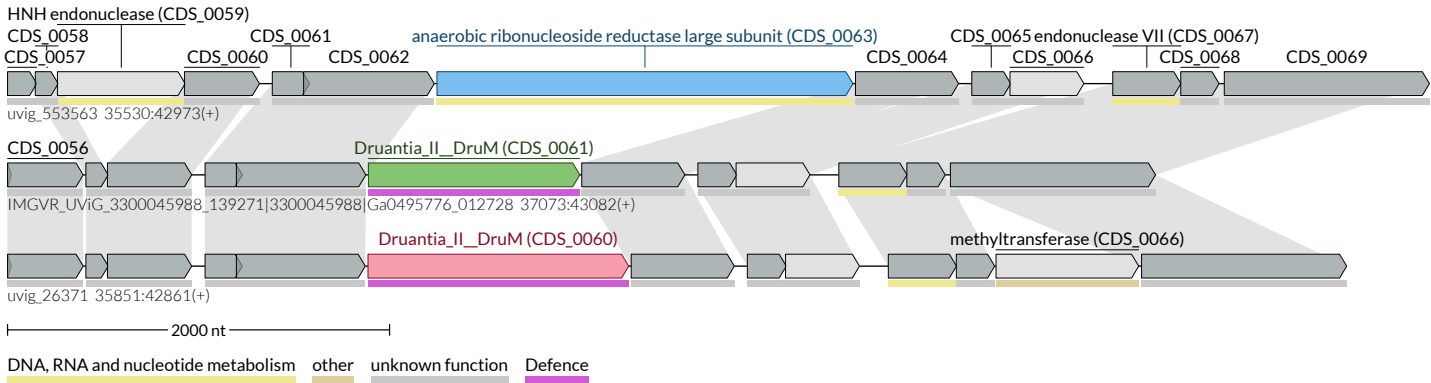 HNH endonuclease (CDS_0059)
CDS_0058 CDS_0061 anaerobic ribonucleoside reductase large subunit (CDS_0063) CDS_0065 endonuclease VII (CDS_0067)
CDS_0057 CDS_0060 CDS_0062 CDS_0064 CDS_0066 CDS_0068 CDS_0069
uvig_553563 35530:42973(+)
CDS_0056 Druantia_II__DruM (CDS_0061)
IMGVR_UViG_3300045988_139271|3300045988|Ga0495776_012728 37073:43082(+)
Druantia_II__DruM (CDS_0060) methyltransferase (CDS_0066)
uvig_26371 35851:42861(+)
2000 nt
DNA, RNA and nucleotide metabolism other unknown function Defence